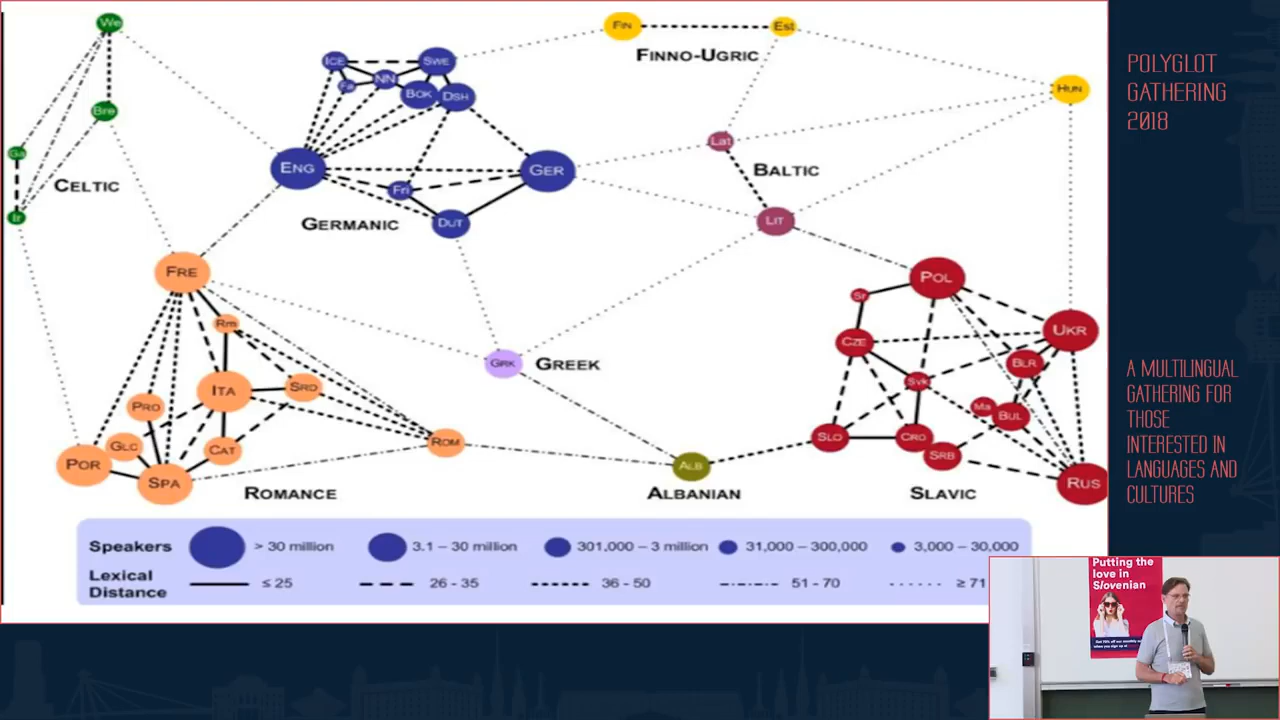 We
Bre
Ga
Ir
CELTIC
ICE
Fa
NN
SWE
BOK
DSH
ENG
GER
Fri
DUT
GERMANIC
FIN
Est
FINNO-UGRIC
HUN
Lat
BALTIC
LIT
FRE
Rm
ITA
SRD
PRO
GLC
CAT
POR
SPA
ROM
ROMANCE
GRK
GREEK
ALB
ALBANIAN
POL
Sr
CZE
UKR
BLR
Svk
Ma
BUL
SLO
CRO
SRB
RUS
SLAVIC
Speakers > 30 million 3.1 – 30 million 301,000 – 3 million 31,000 – 300,000 3,000 – 30,000
Lexical
Distance ≤ 25 26 - 35 36 - 50 51 - 70 ≥ 71
POLYGLOT
GATHERING
2018
A MULTILINGUAL
GATHERING FOR
THOSE
INTERESTED IN
LANGUAGES AND
CULTURES
Putting the
love in
Slovenian